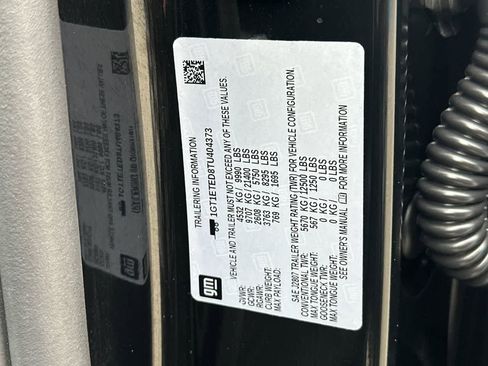 TRAILERING INFORMATION
1GT1ETED8TU404373
VEHICLE AND TRAILER MUST NOT EXCEED ANY OF THESE VALUES.
GVWR: 4532 KG / 9990 LBS
GCWR: 9707 KG / 21400 LBS
RGAWR: 2608 KG / 5750 LBS
CURB WEIGHT: 3763 KG / 8295 LBS
MAX PAYLOAD: 769 KG / 1695 LBS
SAE J2807 TRAILER WEIGHT RATING (TWR) FOR VEHICLE CONFIGURATION.
CONVENTIONAL TWR: 5670 KG / 12500 LBS
MAX TONGUE WEIGHT: 567 KG / 1250 LBS
GOOSENECK TWR: 0 KG / 0 LBS
MAX TONGUE WEIGHT: 0 KG / 0 LBS
SEE OWNER'S MANUAL FOR MORE INFORMATION
gm